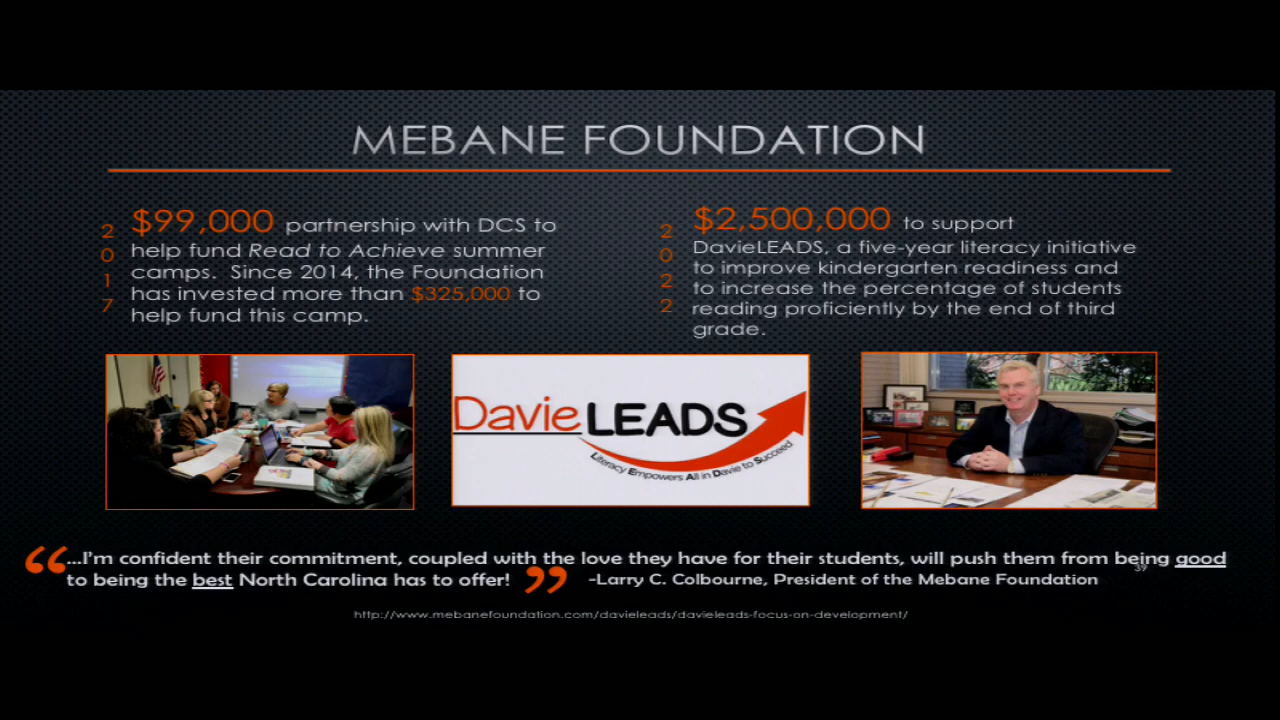 MEBANE FOUNDATION
2
0
1
7
$99,000 partnership with DCS to
help fund Read to Achieve summer
camps. Since 2014, the Foundation
has invested more than $325,000 to
help fund this camp.
2
0
2
2
$2,500,000 to support
DavieLEADS, a five-year literacy initiative
to improve kindergarten readiness and
to increase the percentage of students
reading proficiently by the end of third
grade.
Davie LEADS
Literacy Empowers All in Davie to Succeed
“...I’m confident their commitment, coupled with the love they have for their students, will push them from being good
to being the best North Carolina has to offer! ” -Larry C. Colbourne, President of the Mebane Foundation
http://www.mebanefoundation.com/davieleads/davieleads-focus-on-development/